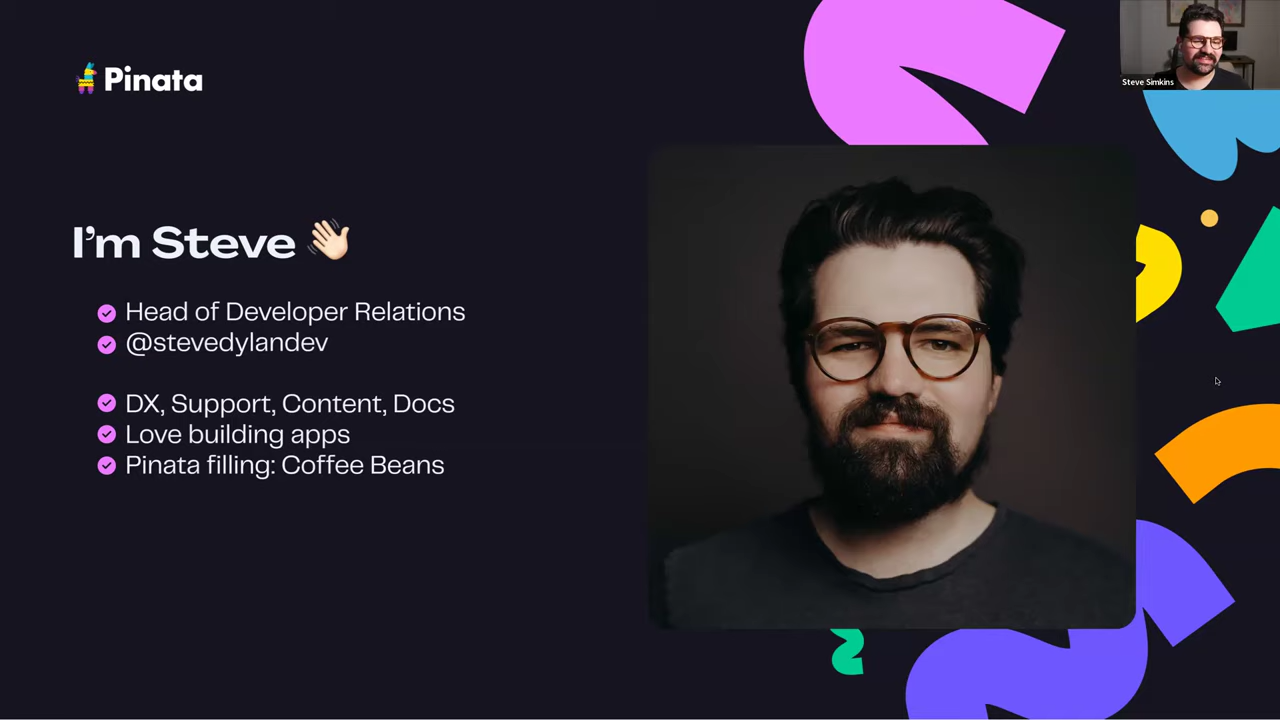 Pinata
Steve Simkins
I'm Steve 👋🏻
Head of Developer Relations
@stevedylandev
DX, Support, Content, Docs
Love building apps
Pinata filling: Coffee Beans